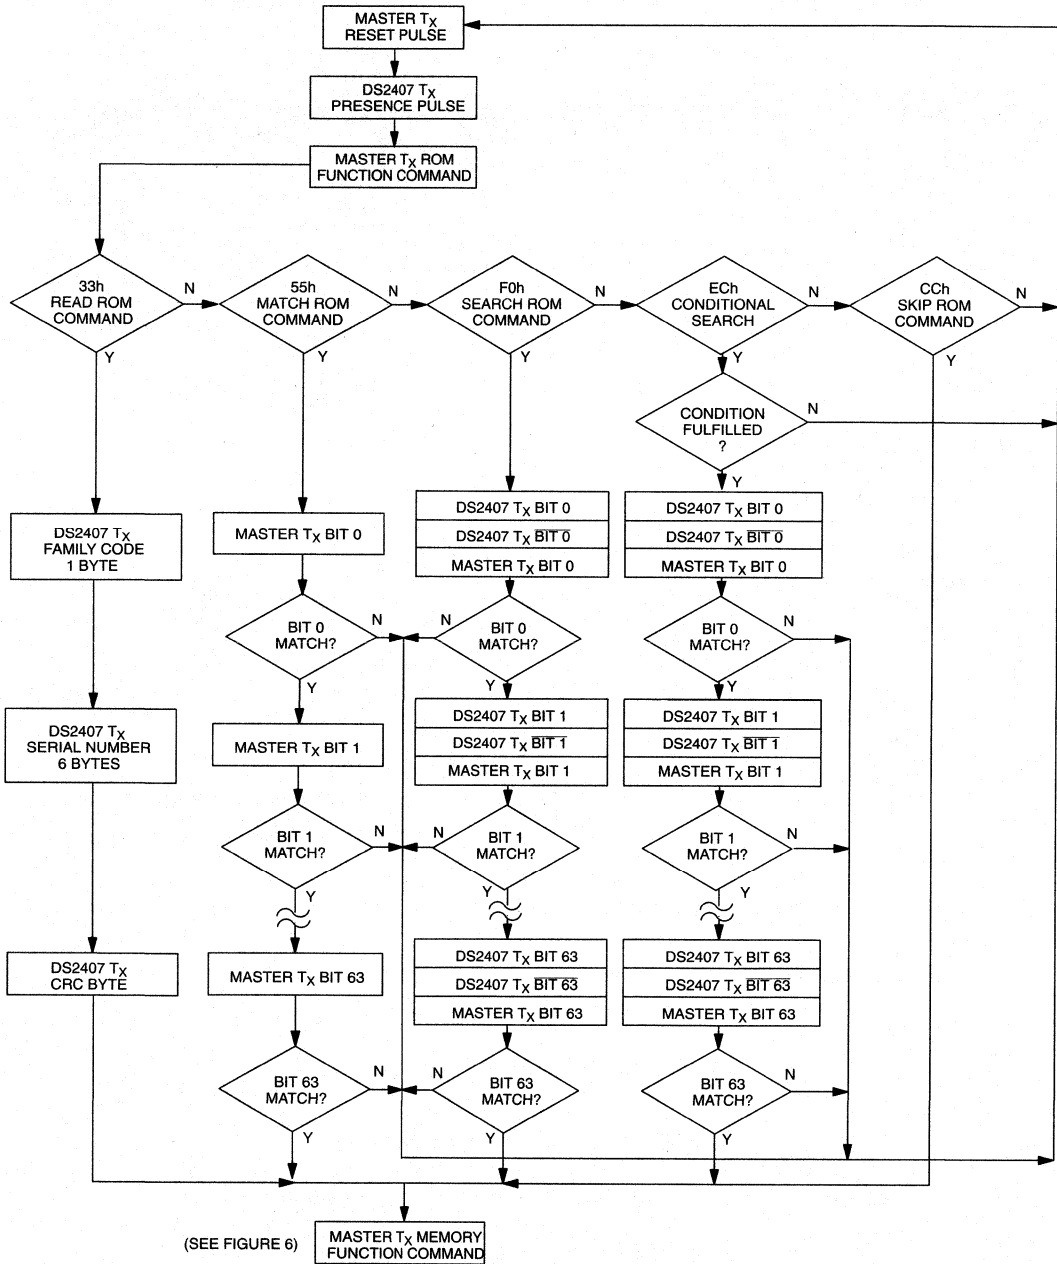 MASTER TX
RESET PULSE
DS2407 TX
PRESENCE PULSE
MASTER TX ROM
FUNCTION COMMAND
33h
READ ROM
COMMAND
N
Y
55h
MATCH ROM
COMMAND
N
Y
F0h
SEARCH ROM
COMMAND
N
Y
ECh
CONDITIONAL
SEARCH
N
Y
CCh
SKIP ROM
COMMAND
N
Y
CONDITION
FULFILLED
?
N
Y
DS2407 TX
FAMILY CODE
1 BYTE
MASTER TX BIT 0
DS2407 TX BIT 0
DS2407 TX B̅I̅T̅ 0̅
MASTER TX BIT 0
DS2407 TX BIT 0
DS2407 TX B̅I̅T̅ 0̅
MASTER TX BIT 0
BIT 0
MATCH?
N
Y
BIT 0
MATCH?
N
Y
BIT 0
MATCH?
N
Y
DS2407 TX
SERIAL NUMBER
6 BYTES
MASTER TX BIT 1
DS2407 TX BIT 1
DS2407 TX B̅I̅T̅ 1̅
MASTER TX BIT 1
DS2407 TX BIT 1
DS2407 TX B̅I̅T̅ 1̅
MASTER TX BIT 1
BIT 1
MATCH?
N
Y
BIT 1
MATCH?
N
Y
BIT 1
MATCH?
N
Y
DS2407 TX
CRC BYTE
MASTER TX BIT 63
DS2407 TX BIT 63
DS2407 TX B̅I̅T̅ 6̅3̅
MASTER TX BIT 63
DS2407 TX BIT 63
DS2407 TX B̅I̅T̅ 6̅3̅
MASTER TX BIT 63
BIT 63
MATCH?
N
Y
BIT 63
MATCH?
N
Y
BIT 63
MATCH?
N
Y
(SEE FIGURE 6)
MASTER TX MEMORY
FUNCTION COMMAND